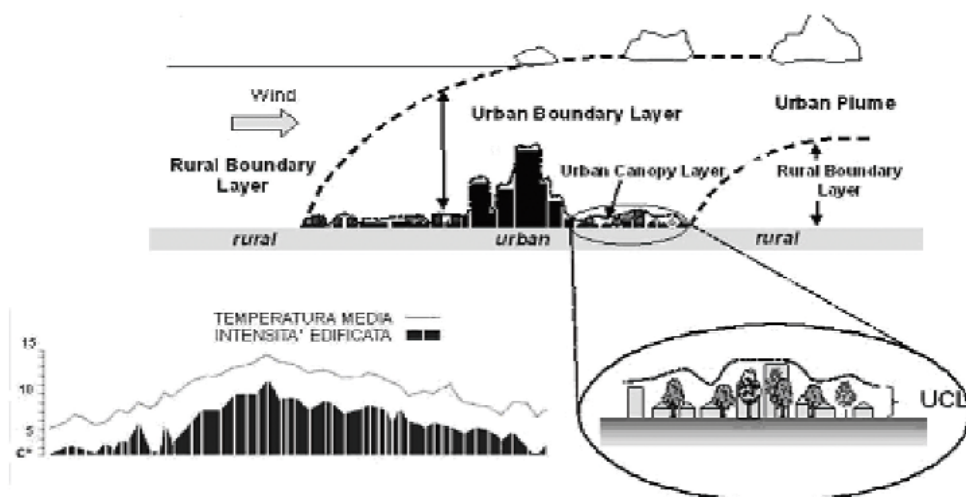 Wind
Urban Boundary Layer
Urban Plume
Rural Boundary
Layer
Urban Canopy Layer
Rural Boundary
Layer
rural
urban
rural
TEMPERATURA MEDIA
INTENSITA' EDIFICATA
15
10
5
C°
UCL